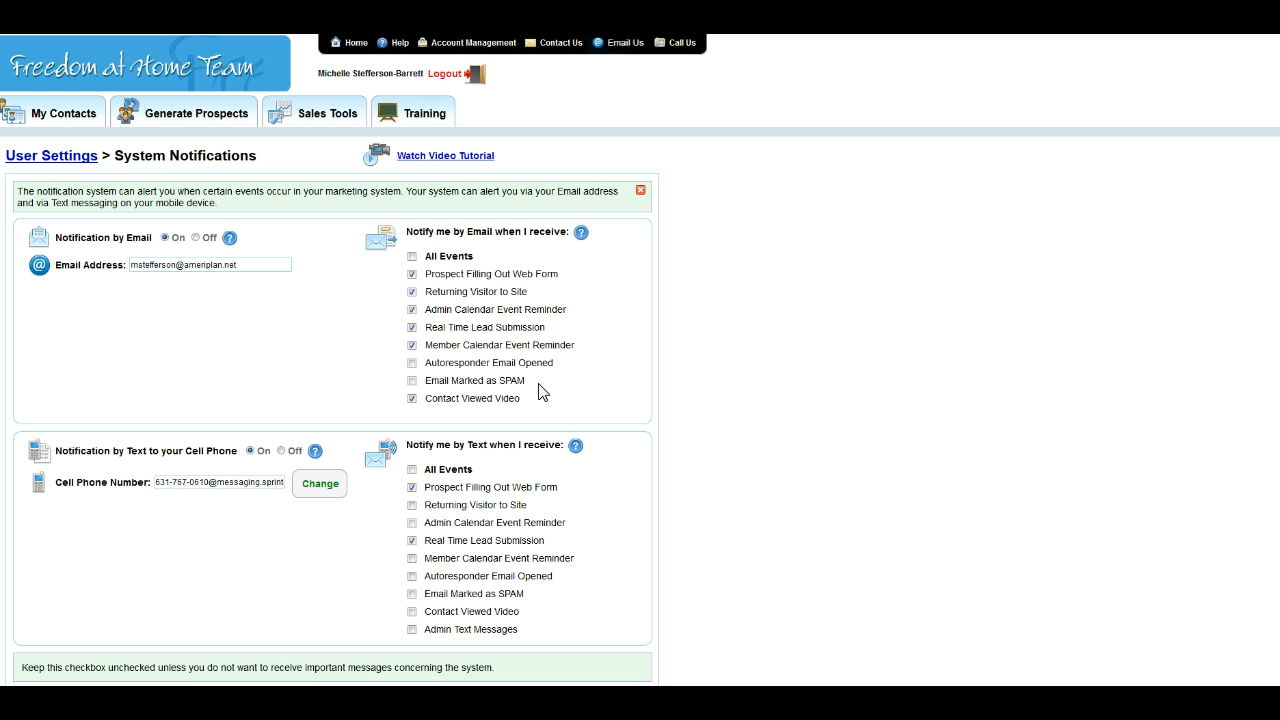 Home Help Account Management Contact Us Email Us Call Us
Freedom at Home Team
Michelle Stefferson-Barrett Logout
My Contacts Generate Prospects Sales Tools Training
User Settings > System Notifications Watch Video Tutorial
The notification system can alert you when certain events occur in your marketing system. Your system can alert you via your Email address
and via Text messaging on your mobile device.
Notification by Email On Off ?
Email Address: mstefferson@ameriplan.net
Notify me by Email when I receive: ?
All Events
Prospect Filling Out Web Form
Returning Visitor to Site
Admin Calendar Event Reminder
Real Time Lead Submission
Member Calendar Event Reminder
Autoresponder Email Opened
Email Marked as SPAM
Contact Viewed Video
Notification by Text to your Cell Phone On Off ?
Cell Phone Number: 631-767-0610@messaging.sprint Change
Notify me by Text when I receive: ?
All Events
Prospect Filling Out Web Form
Returning Visitor to Site
Admin Calendar Event Reminder
Real Time Lead Submission
Member Calendar Event Reminder
Autoresponder Email Opened
Email Marked as SPAM
Contact Viewed Video
Admin Text Messages
Keep this checkbox unchecked unless you do not want to receive important messages concerning the system.